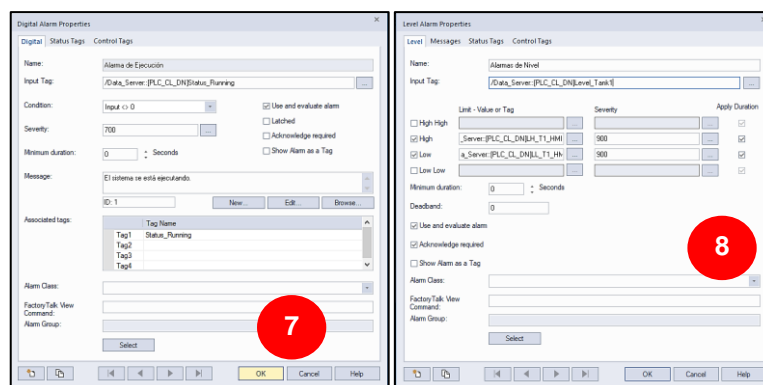 Digital Alarm Properties
Digital Status Tags Control Tags
Name: Alarma de Ejecución
Input Tag: /Data_Server::[PLC_CL_DN]Status_Running ...
Condition: Input <> 0
Use and evaluate alarm
Latched
Severity: 700 ...
Acknowledge required
Minimum duration: 0 Seconds
Show Alarm as a Tag
Message: El sistema se está ejecutando.
ID: 1 New... Edit... Browse...
Associated tags: Tag Name
Tag1 Status_Running
Tag2
Tag3
Tag4
Alarm Class:
FactoryTalk View
Command:
Alarm Group:
Select
7
OK Cancel Help
Level Alarm Properties
Level Messages Status Tags Control Tags
Name: Alarmas de Nivel
Input Tag: /Data_Server::[PLC_CL_DN]Level_Tank1 ...
Limit - Value or Tag Severity Apply Duration
High High ... ...
High _Server::[PLC_CL_DN]LH_T1_HMI ... 900 ...
Low a_Server::[PLC_CL_DN]LL_T1_HM ... 900 ...
Low Low ... ...
Minimum duration: 0 Seconds
Deadband: 0
Use and evaluate alarm
Acknowledge required
Show Alarm as a Tag
8
Alarm Class:
FactoryTalk View
Command:
Alarm Group:
Select
OK Cancel Help